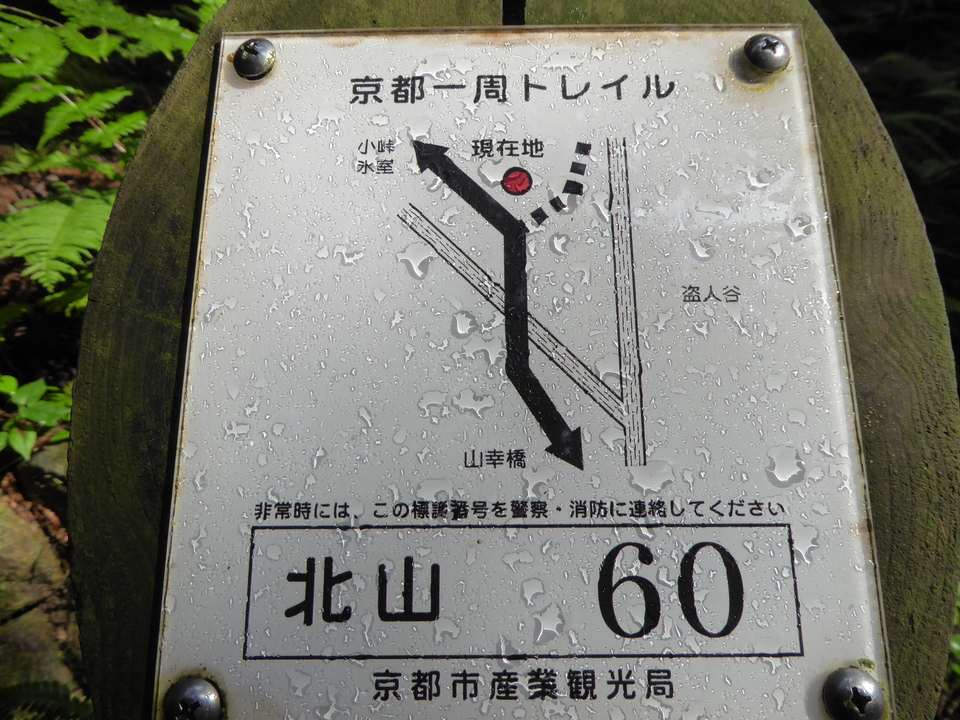 京都一周トレイル
小峠
氷室
現在地
盗人谷
山幸橋
非常時には、この標識番号を警察・消防に連絡してください
北山 60
京都市産業観光局